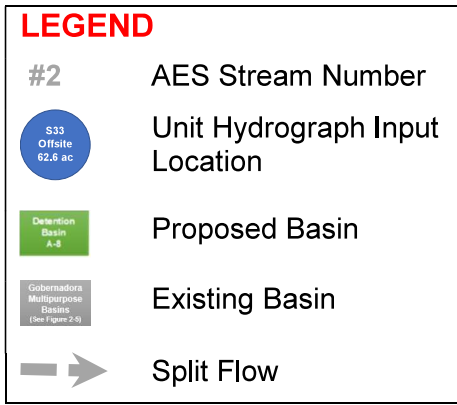 LEGEND
#2
AES Stream Number
S33
Offsite
62.6 ac
Unit Hydrograph Input
Location
Detention
Basin
A-8
Proposed Basin
Gobernadora
Multipurpose
Basins
(See Figure 2-5)
Existing Basin
Split Flow